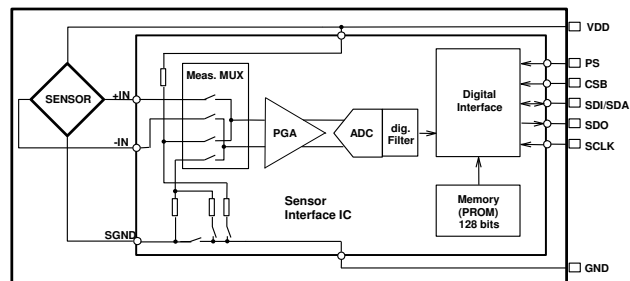 VDD
PS
Meas. MUX
CSB
+IN
Digital
Interface
SENSOR
SDI/SDA
SDO
PGA
ADC
dig.
Filter
-IN
SCLK
Sensor
Interface IC
Memory
(PROM)
128 bits
SGND
GND